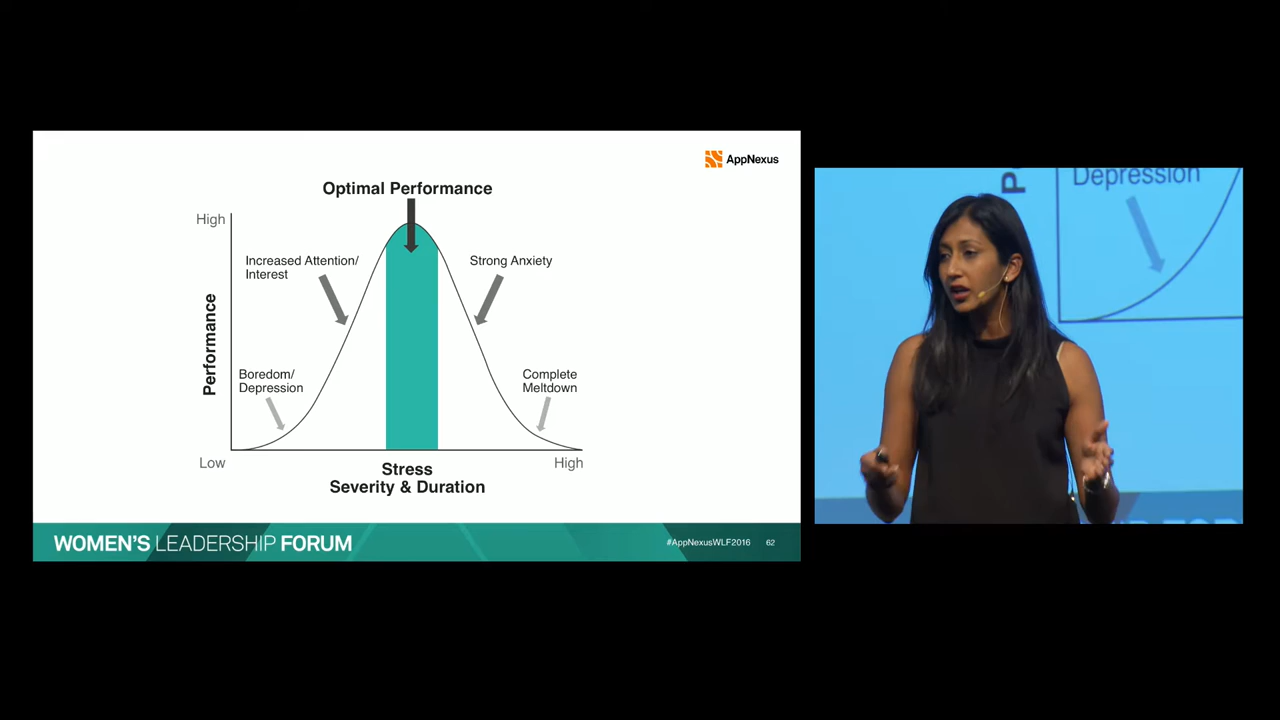 AppNexus
Optimal Performance
High
Increased Attention/
Interest
Strong Anxiety
Performance
Boredom/
Depression
Complete
Meltdown
Low
Stress
High
Severity & Duration
WOMEN'S LEADERSHIP FORUM
#AppNexusWLF2016
62
Depression